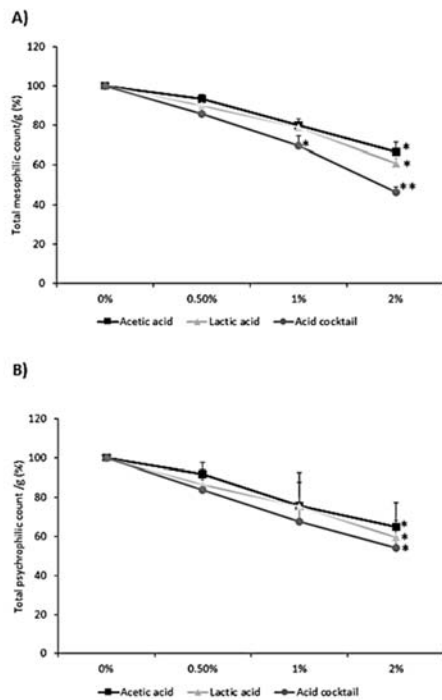 A)
Total mesophilic count/g (%)
120
100
80
60
40
20
0
*
*
*
**
0% 0.50% 1% 2%
Acetic acid Lactic acid Acid cocktail
B)
Total psychrophilic count /g (%)
120
100
80
60
40
20
0
*
*
*
0% 0.50% 1% 2%
Acetic acid Lactic acid Acid cocktail